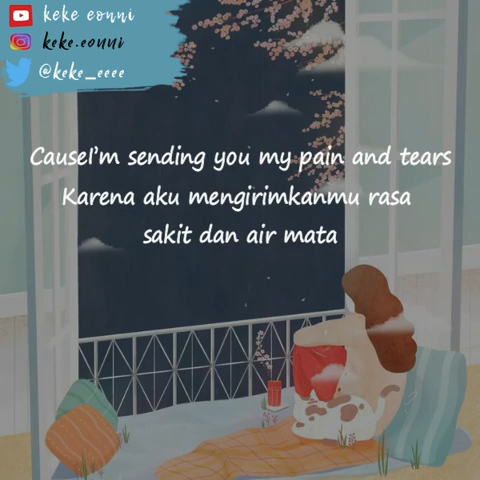 keke eonni
keke.eonni
@keke_eeee
CauseI'm sending you my pain and tears
Karena aku mengirimkanmu rasa
sakit dan air mata